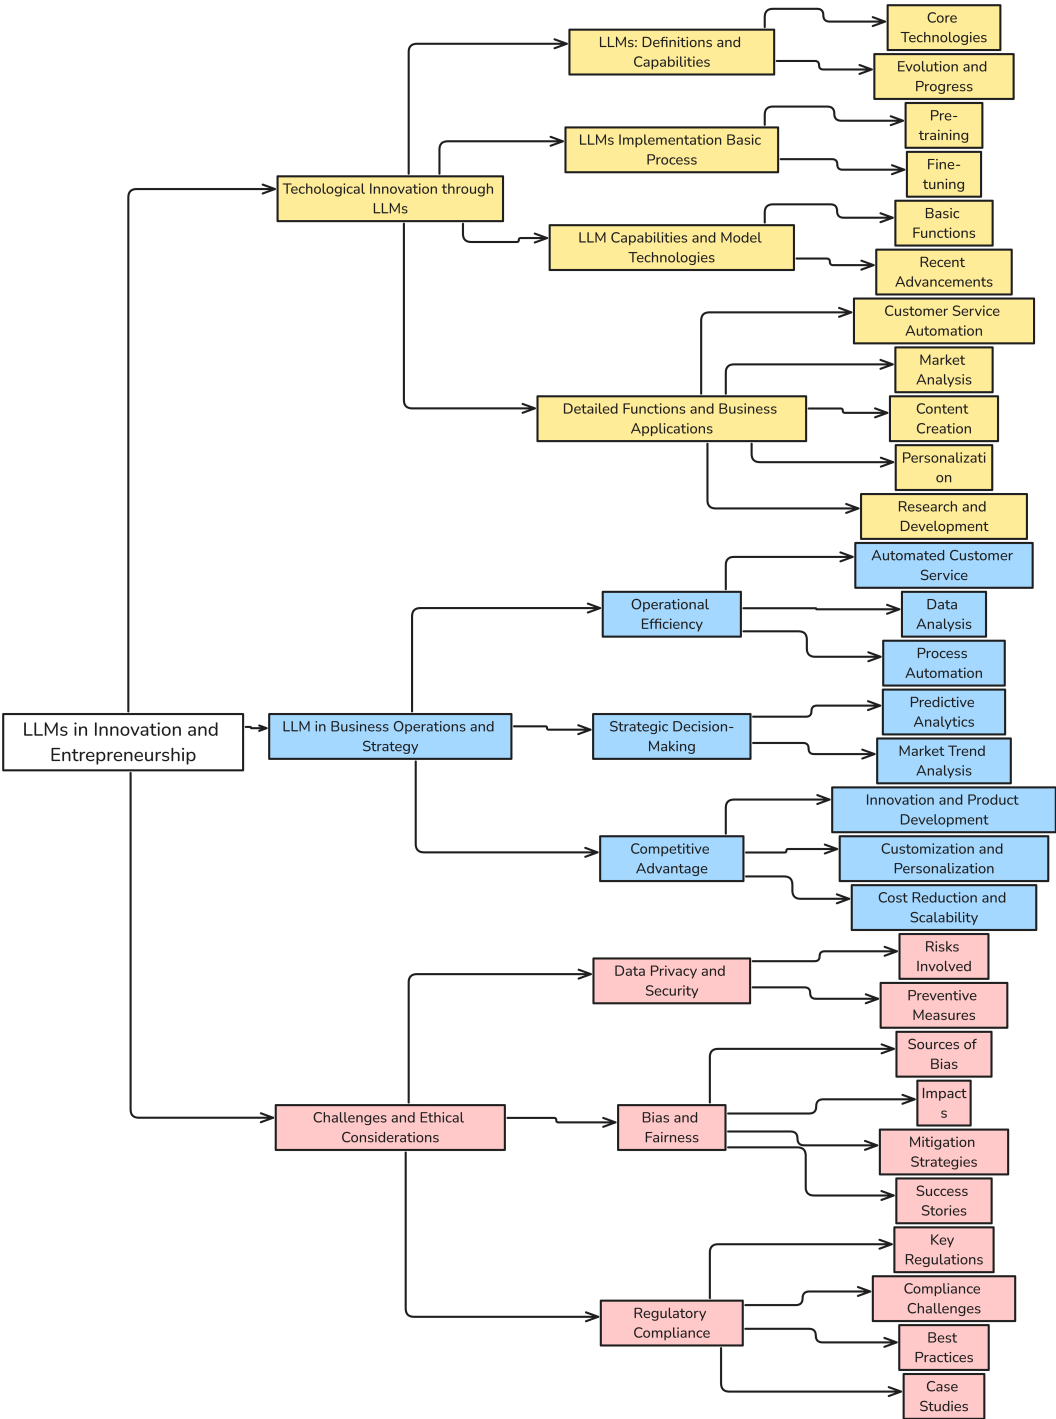 LLMs in Innovation and
Entrepreneurship
Techological Innovation through
LLMs
LLMs: Definitions and
Capabilities
Core
Technologies
Evolution and
Progress
LLMs Implementation Basic
Process
Pre-
training
Fine-
tuning
LLM Capabilities and Model
Technologies
Basic
Functions
Recent
Advancements
Detailed Functions and Business
Applications
Customer Service
Automation
Market
Analysis
Content
Creation
Personalizati
on
Research and
Development
LLM in Business Operations and
Strategy
Operational
Efficiency
Automated Customer
Service
Data
Analysis
Process
Automation
Strategic Decision-
Making
Predictive
Analytics
Market Trend
Analysis
Competitive
Advantage
Innovation and Product
Development
Customization and
Personalization
Cost Reduction and
Scalability
Challenges and Ethical
Considerations
Data Privacy and
Security
Risks
Involved
Preventive
Measures
Bias and
Fairness
Sources of
Bias
Impact
s
Mitigation
Strategies
Success
Stories
Regulatory
Compliance
Key
Regulations
Compliance
Challenges
Best
Practices
Case
Studies